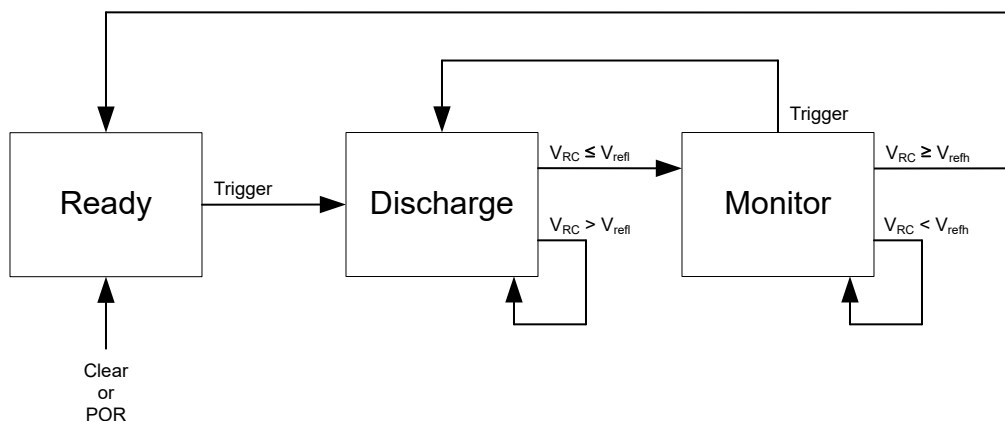 Trigger
V_RC ≤ V_refl
V_RC ≥ V_refh
Ready
Trigger
Discharge
Monitor
V_RC > V_refl
V_RC < V_refh
Clear
or
POR